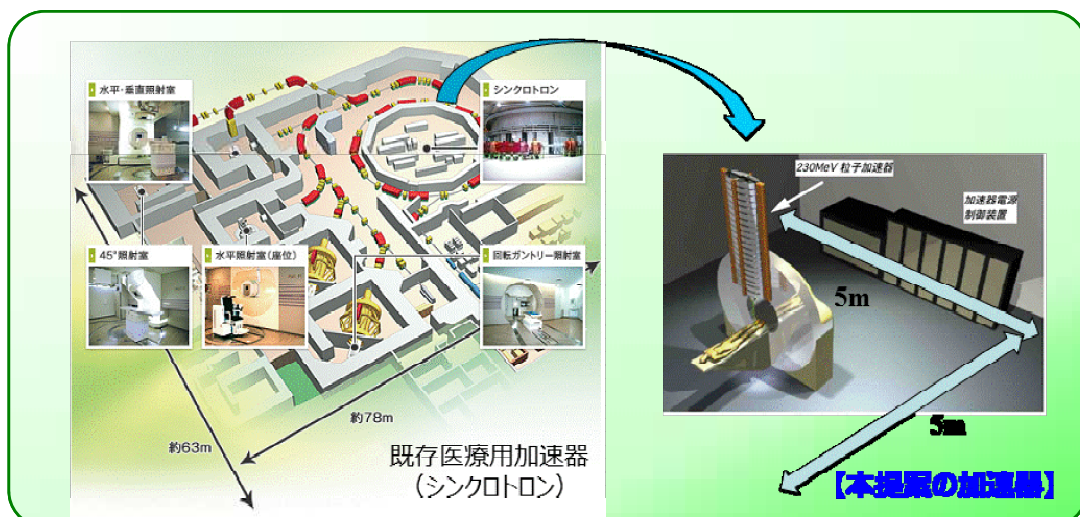 水平・垂直照射室
シンクロトロン
45°照射室
水平照射室(座位)
回転ガントリー照射室
約78m
約63m
既存医療用加速器
(シンクロトロン)
230MeV 粒子加速器
加速器電源
制御装置
5m
5m
【本提案の加速器】